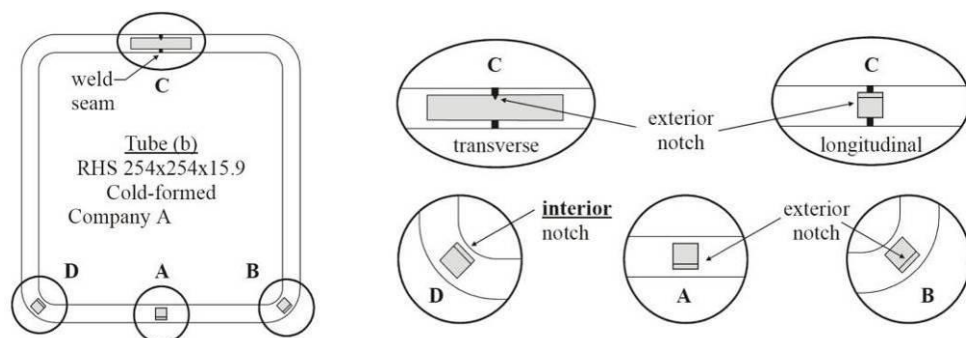 weld
seam
C
Tube (b)
RHS 254x254x15.9
Cold-formed
Company A
D
A
B
C
transverse
exterior
notch
C
longitudinal
interior
notch
D
A
exterior
notch
B